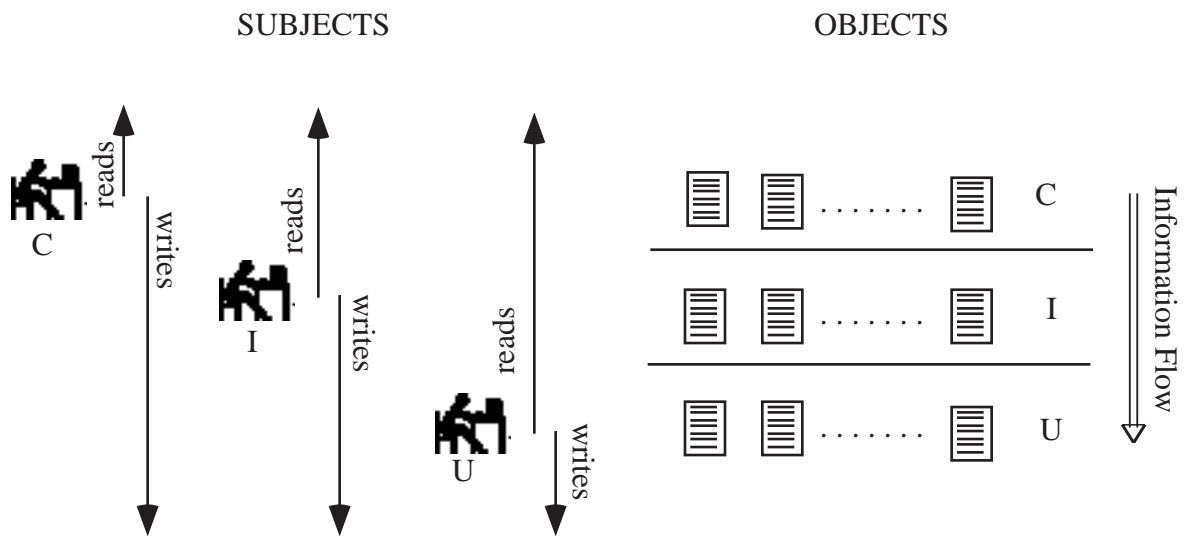 SUBJECTS
OBJECTS
reads
writes
C
reads
writes
I
reads
writes
U
. . . . . . . C
. . . . . . . I
. . . . . . . U
Information Flow